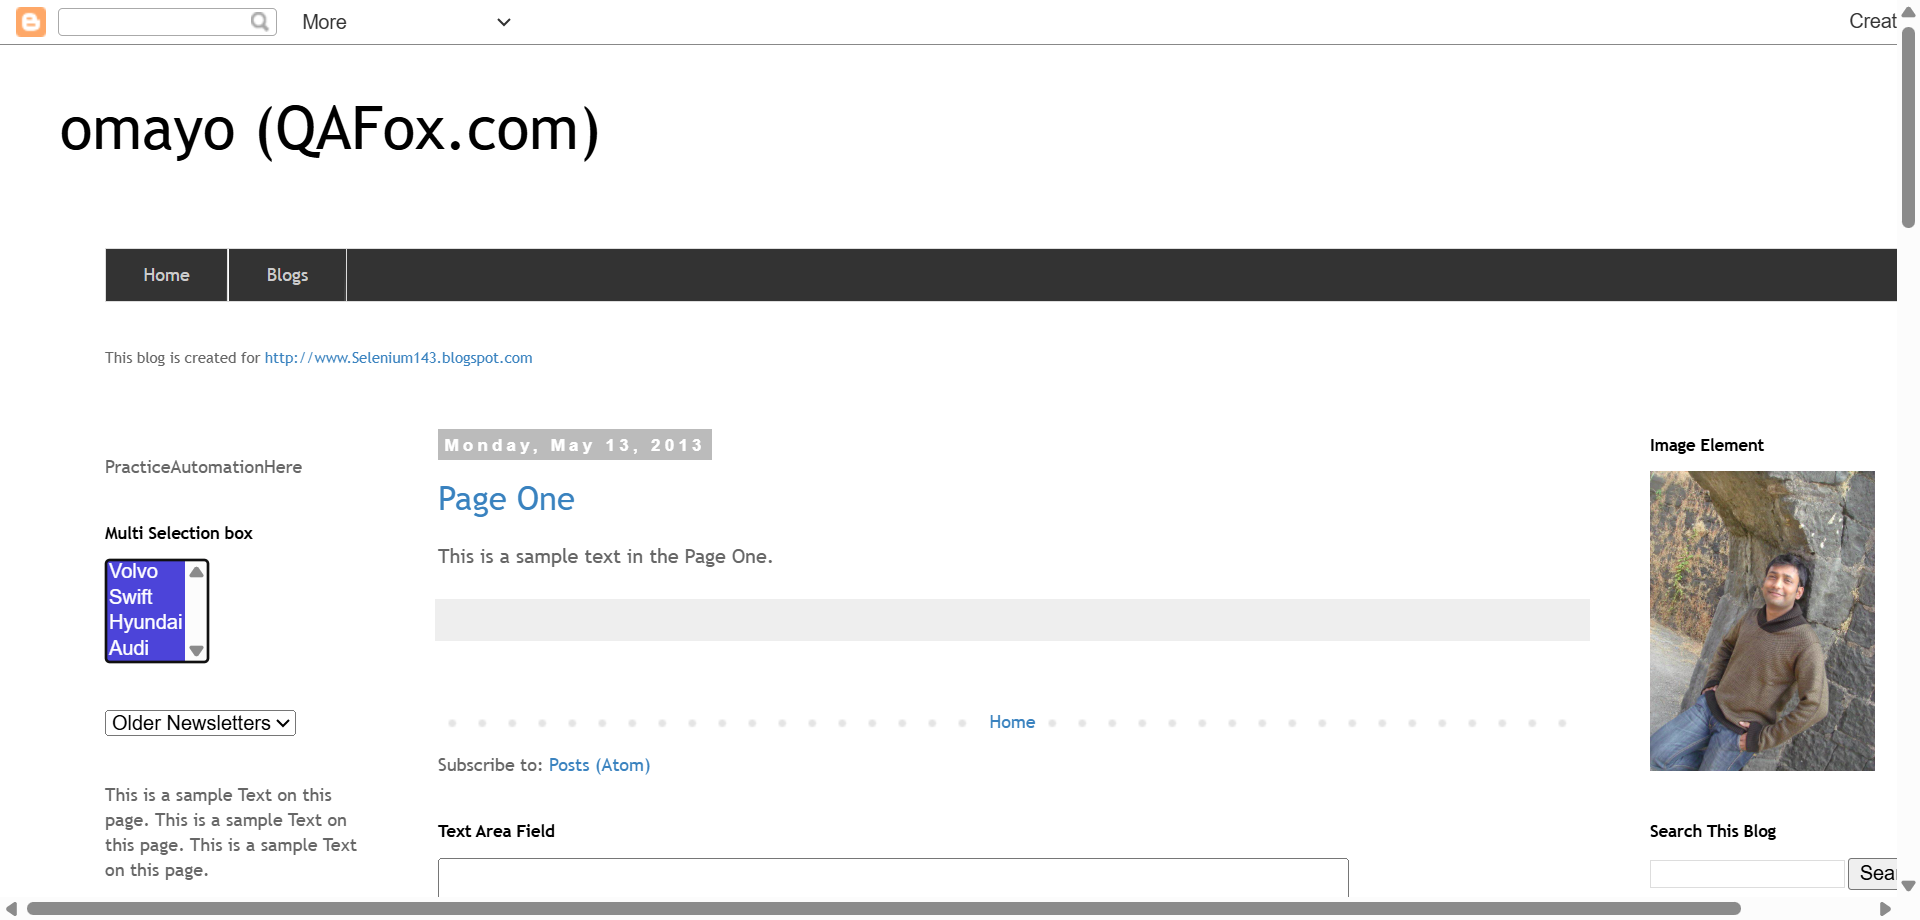 More
Creat
omayo (QAFox.com)
Home
Blogs
This blog is created for http://www.Selenium143.blogspot.com
PracticeAutomationHere
Multi Selection box
Volvo
Swift
Hyundai
Audi
Older Newsletters
This is a sample Text on this
page. This is a sample Text on
this page. This is a sample Text
on this page.
Monday, May 13, 2013
Page One
This is a sample text in the Page One.
Home
Subscribe to: Posts (Atom)
Text Area Field
Image Element
Search This Blog
Sear